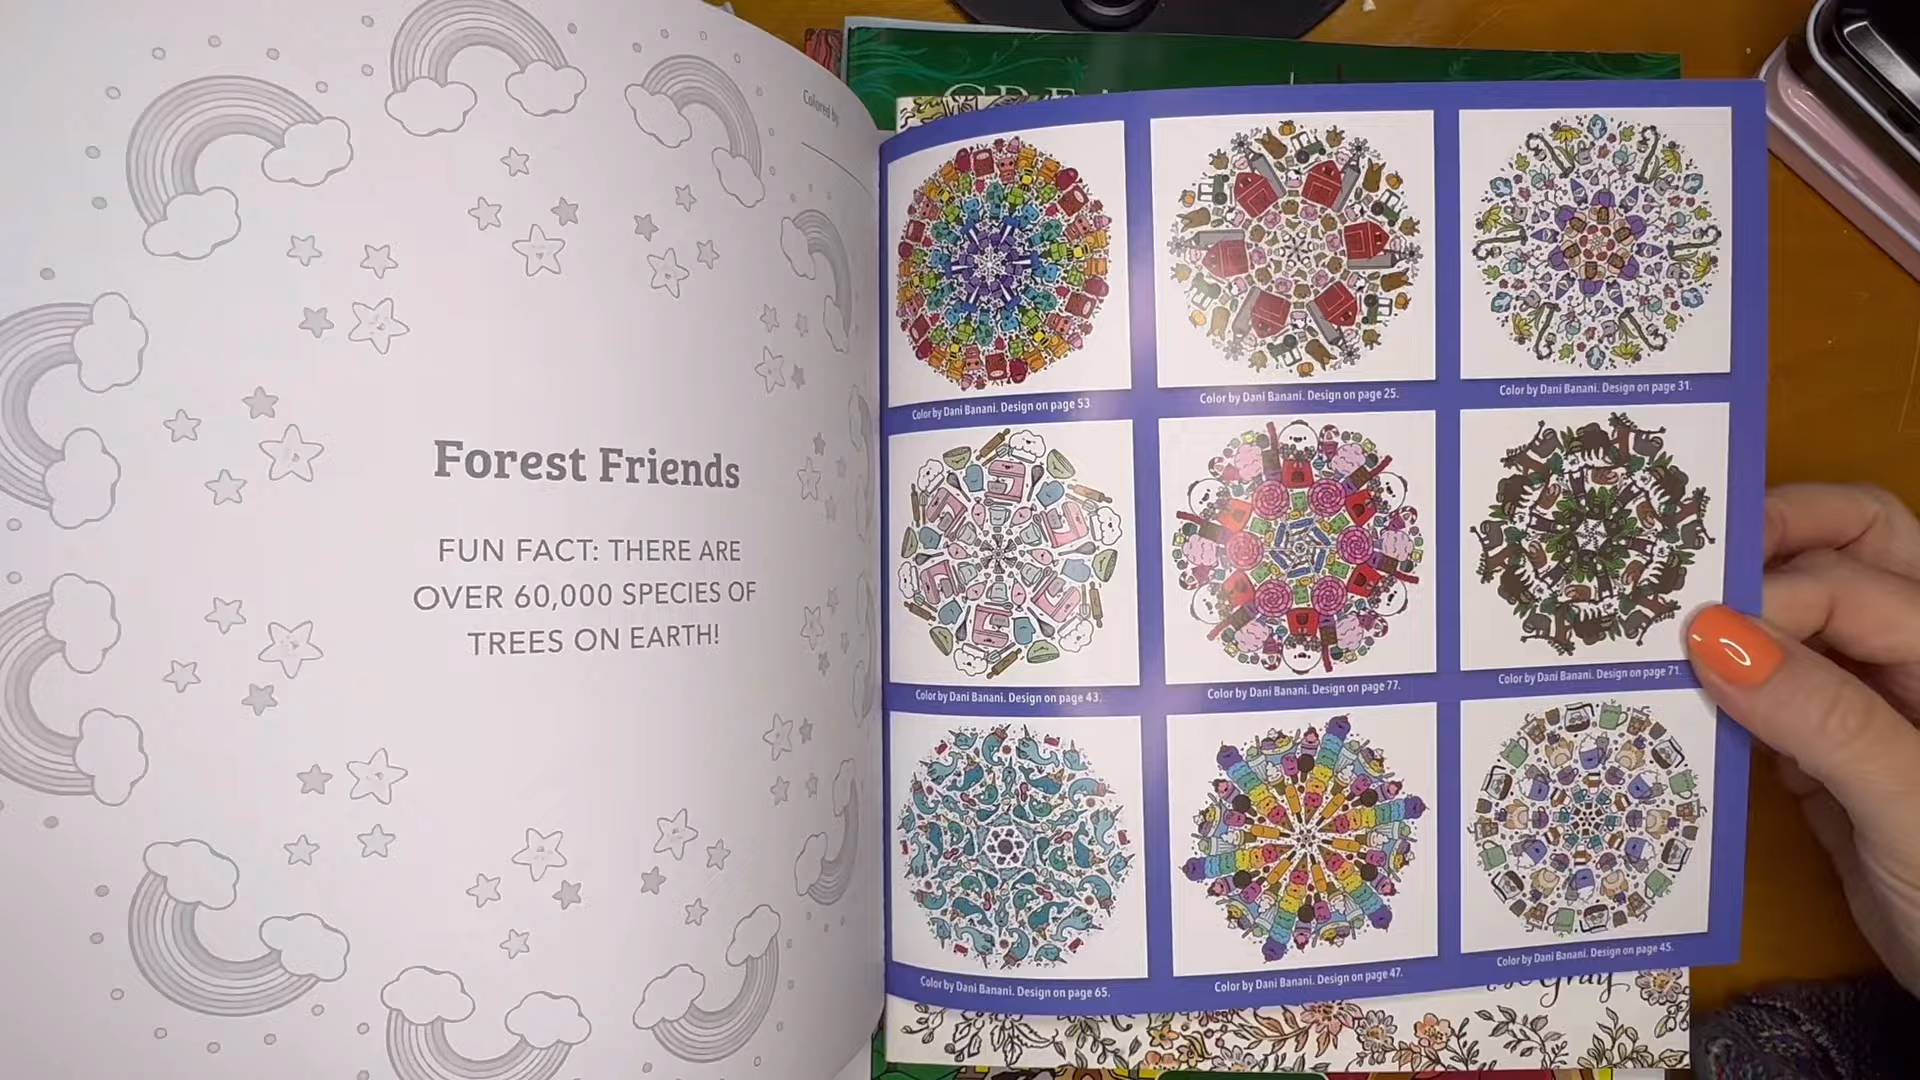 Colored by
Forest Friends
FUN FACT: THERE ARE
OVER 60,000 SPECIES OF
TREES ON EARTH!
Color by Dani Banani. Design on page 53
Color by Dani Banani. Design on page 25.
Color by Dani Banani. Design on page 31.
Color by Dani Banani. Design on page 43.
Color by Dani Banani. Design on page 77.
Color by Dani Banani. Design on page 71.
Color by Dani Banani. Design on page 65.
Color by Dani Banani. Design on page 47.
Color by Dani Banani. Design on page 45.